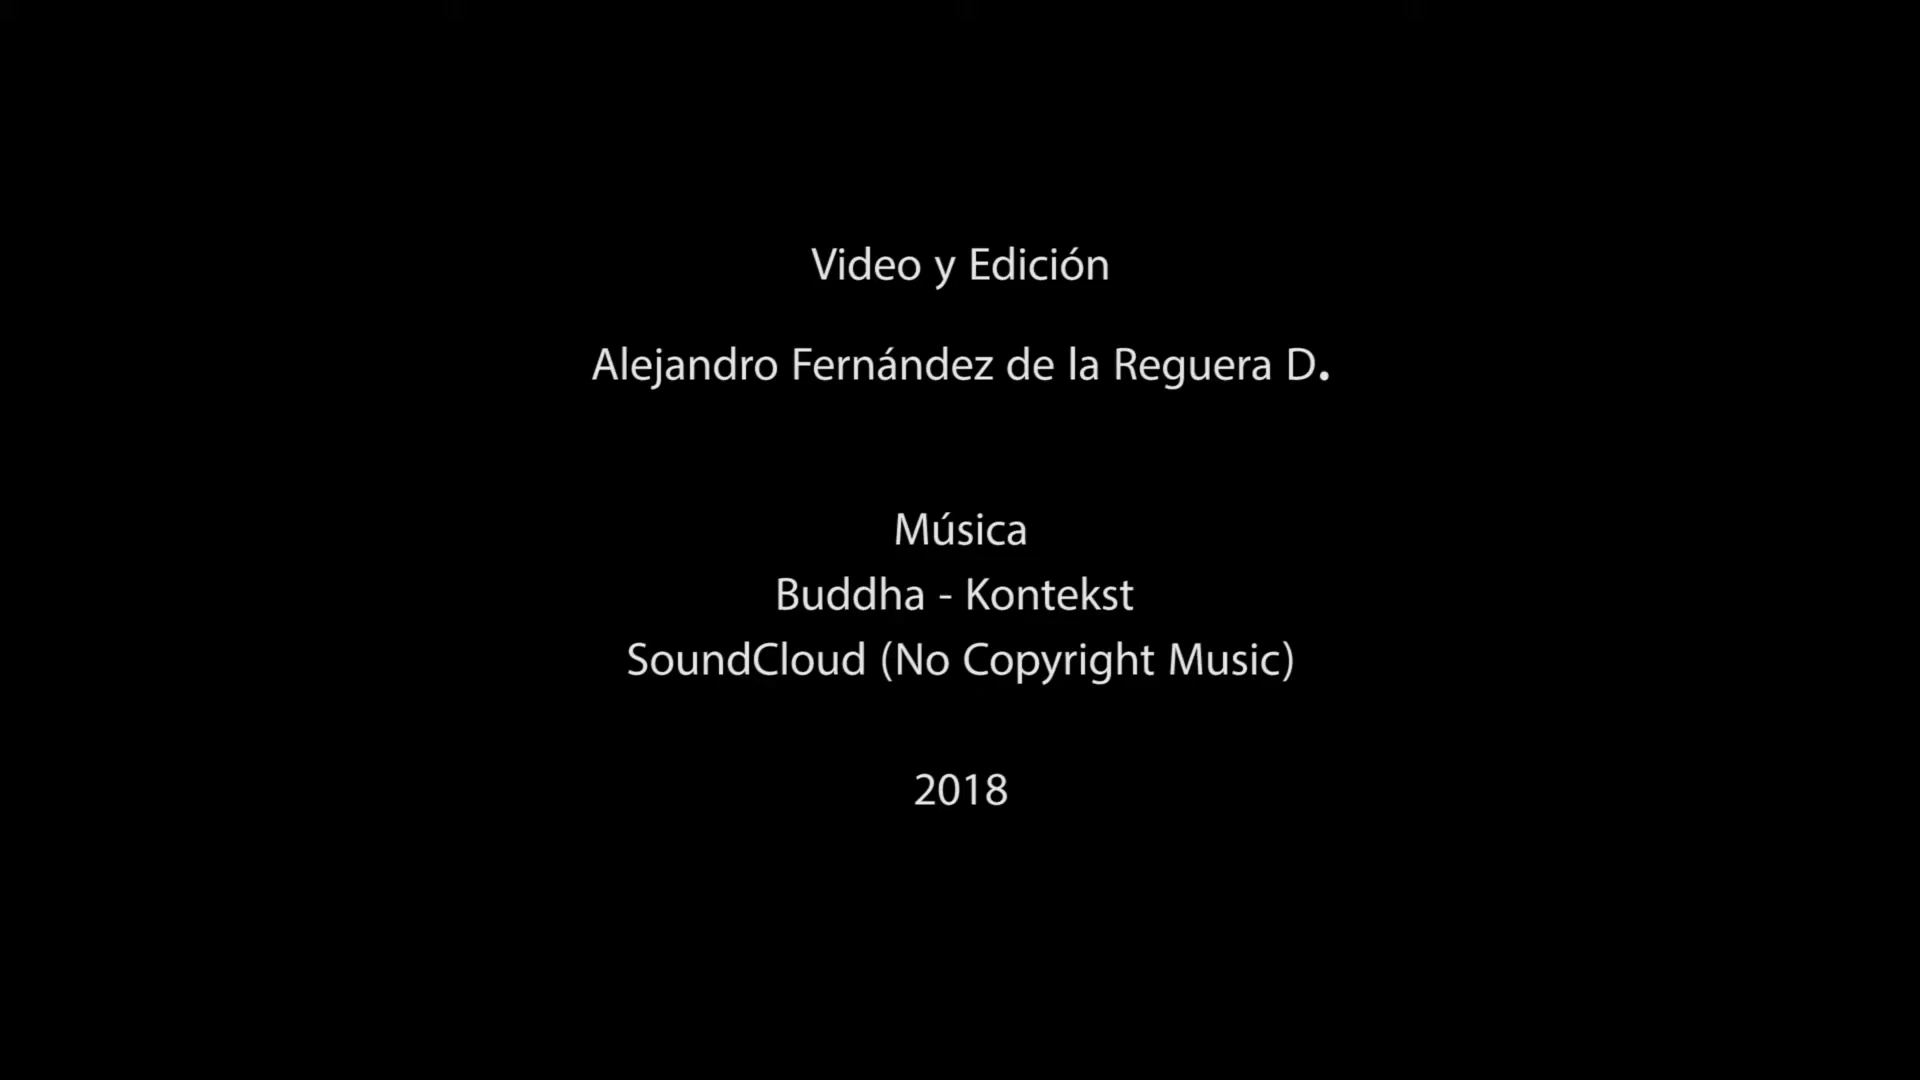 Video y Edición
Alejandro Fernández de la Reguera D.
Música
Buddha - Kontekst
SoundCloud (No Copyright Music)
2018